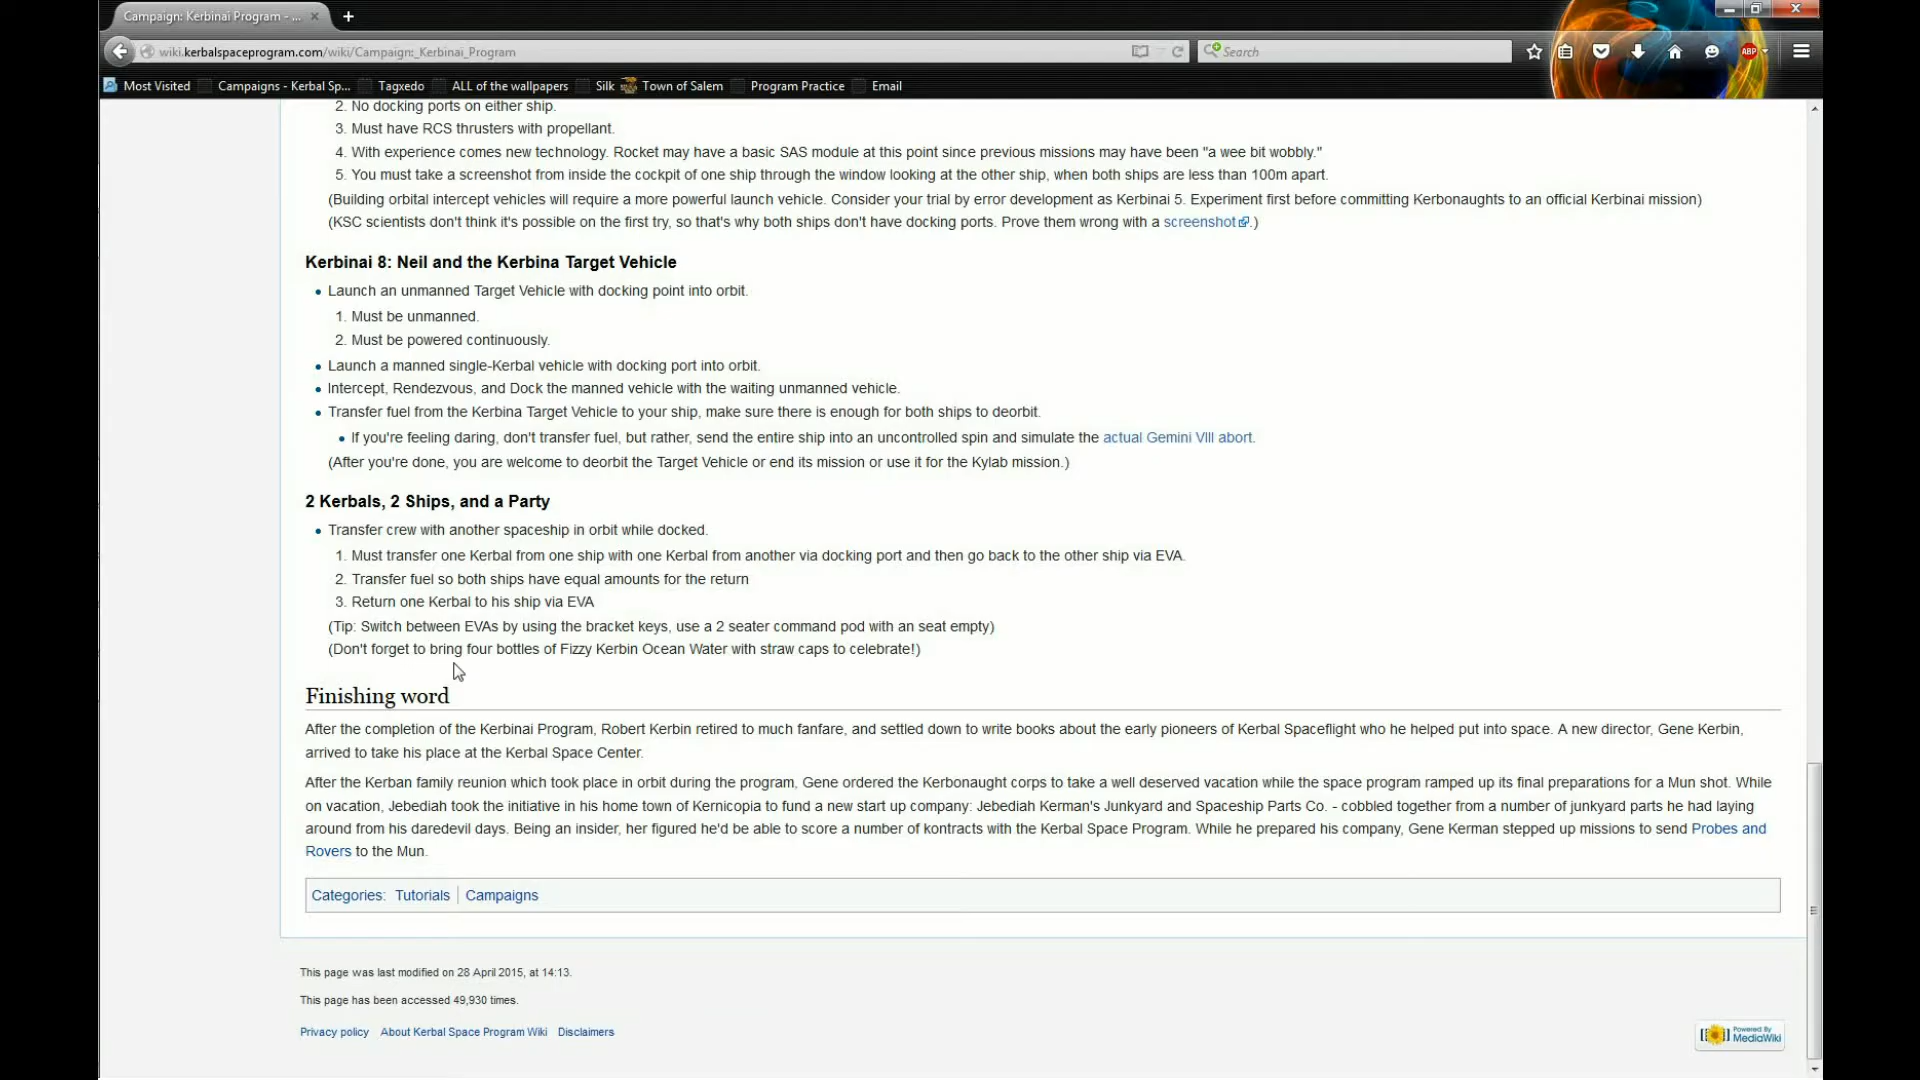 Campaign: Kerbinai Program - ...
wiki.kerbalspaceprogram.com/wiki/Campaign:_Kerbinai_Program
Search
ABP
Most Visited
Campaigns - Kerbal Sp...
Tagxedo
ALL of the wallpapers
Silk
Town of Salem
Program Practice
Email
2. No docking ports on either ship.
3. Must have RCS thrusters with propellant.
4. With experience comes new technology. Rocket may have a basic SAS module at this point since previous missions may have been "a wee bit wobbly."
5. You must take a screenshot from inside the cockpit of one ship through the window looking at the other ship, when both ships are less than 100m apart.
(Building orbital intercept vehicles will require a more powerful launch vehicle. Consider your trial by error development as Kerbinai 5. Experiment first before committing Kerbonaughts to an official Kerbinai mission)
(KSC scientists don't think it's possible on the first try, so that's why both ships don't have docking ports. Prove them wrong with a screenshot.)
Kerbinai 8: Neil and the Kerbina Target Vehicle
Launch an unmanned Target Vehicle with docking point into orbit.
1. Must be unmanned.
2. Must be powered continuously.
Launch a manned single-Kerbal vehicle with docking port into orbit.
Intercept, Rendezvous, and Dock the manned vehicle with the waiting unmanned vehicle.
Transfer fuel from the Kerbina Target Vehicle to your ship, make sure there is enough for both ships to deorbit.
If you're feeling daring, don't transfer fuel, but rather, send the entire ship into an uncontrolled spin and simulate the actual Gemini VIII abort.
(After you're done, you are welcome to deorbit the Target Vehicle or end its mission or use it for the Kylab mission.)
2 Kerbals, 2 Ships, and a Party
Transfer crew with another spaceship in orbit while docked.
1. Must transfer one Kerbal from one ship with one Kerbal from another via docking port and then go back to the other ship via EVA.
2. Transfer fuel so both ships have equal amounts for the return
3. Return one Kerbal to his ship via EVA
(Tip: Switch between EVAs by using the bracket keys, use a 2 seater command pod with an seat empty)
(Don't forget to bring four bottles of Fizzy Kerbin Ocean Water with straw caps to celebrate!)
Finishing word
After the completion of the Kerbinai Program, Robert Kerbin retired to much fanfare, and settled down to write books about the early pioneers of Kerbal Spaceflight who he helped put into space. A new director, Gene Kerbin,
arrived to take his place at the Kerbal Space Center.
After the Kerban family reunion which took place in orbit during the program, Gene ordered the Kerbonaught corps to take a well deserved vacation while the space program ramped up its final preparations for a Mun shot. While
on vacation, Jebediah took the initiative in his home town of Kernicopia to fund a new start up company: Jebediah Kerman's Junkyard and Spaceship Parts Co. - cobbled together from a number of junkyard parts he had laying
around from his daredevil days. Being an insider, her figured he'd be able to score a number of kontracts with the Kerbal Space Program. While he prepared his company, Gene Kerman stepped up missions to send Probes and
Rovers to the Mun.
Categories: Tutorials | Campaigns
This page was last modified on 28 April 2015, at 14:13.
This page has been accessed 49,930 times.
Privacy policy
About Kerbal Space Program Wiki
Disclaimers
Powered By
MediaWiki